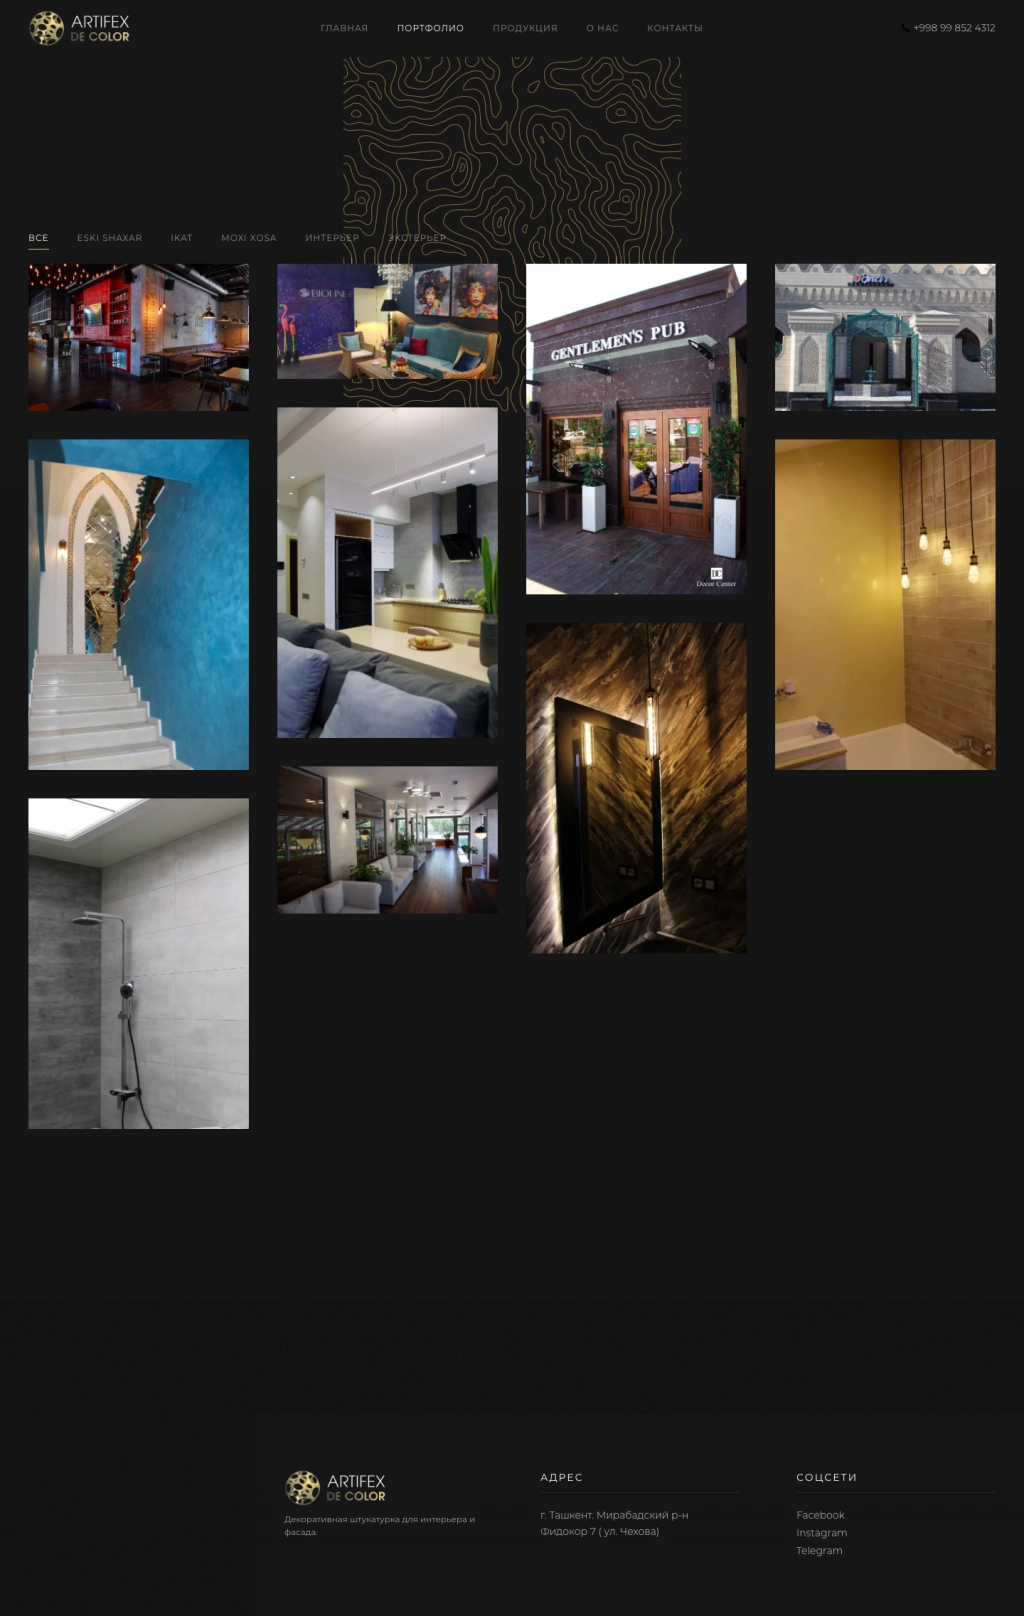 ARTIFEX
DE COLOR
ГЛАВНАЯ ПОРТФОЛИО ПРОДУКЦИЯ О НАС КОНТАКТЫ
+998 99 852 4312
ВСЕ ESKI SHAXAR IKAT MOXI XOSA ИНТЕРЬЕР ЭКСТЕРЬЕР
BIOLINE
GENTLEMEN'S PUB
Decor Center
ARTIFEX
DE COLOR
Декоративная штукатурка для интерьера и
фасада.
АДРЕС
г. Ташкент. Мирабадский р-н
Фидокор 7 ( ул. Чехова)
СОЦСЕТИ
Facebook
Instagram
Telegram